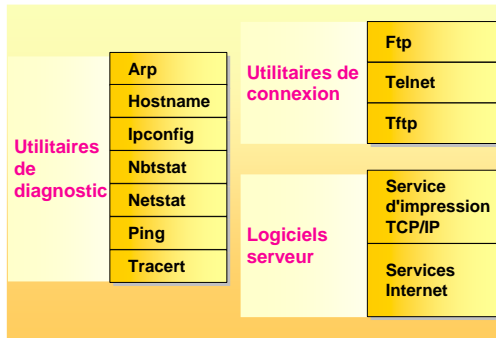 Utilitaires
de
diagnostic
Arp
Hostname
Ipconfig
Nbtstat
Netstat
Ping
Tracert
Utilitaires de
connexion
Ftp
Telnet
Tftp
Logiciels
serveur
Service
d'impression
TCP/IP
Services
Internet